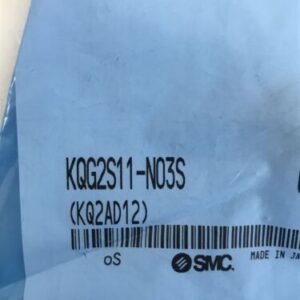 KQG2S11-N03S
(KQ2AD12)
oS SMC. MADE IN JA